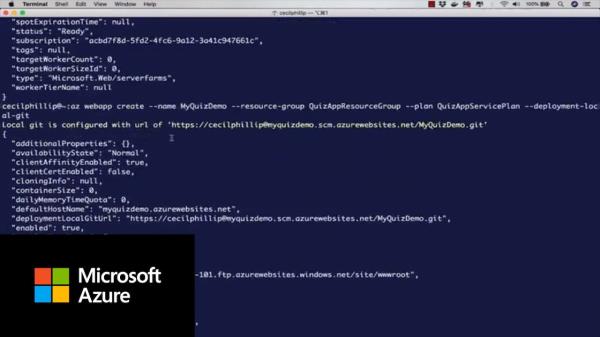 Terminal Shell Edit View Window Help
100%
cecilphillip — ⌥⌘1
"spotExpirationTime": null,
"status": "Ready",
"subscription": "acbd7f8d-5fd2-4fc6-9a12-3a41c947661c",
"tags": null,
"targetWorkerCount": 0,
"targetWorkerSizeId": 0,
"type": "Microsoft.Web/serverfarms",
"workerTierName": null
}
cecilphillip@~:az webapp create --name MyQuizDemo --resource-group QuizAppResourceGroup --plan QuizAppServicePlan --deployment-loc
al-git
Local git is configured with url of 'https://cecilphillip@myquizdemo.scm.azurewebsites.net/MyQuizDemo.git'
{
"additionalProperties": {},
"availabilityState": "Normal",
"clientAffinityEnabled": true,
"clientCertEnabled": false,
"cloningInfo": null,
"containerSize": 0,
"dailyMemoryTimeQuota": 0,
"defaultHostName": "myquizdemo.azurewebsites.net",
"deploymentLocalGitUrl": "https://cecilphillip@myquizdemo.scm.azurewebsites.net/MyQuizDemo.git",
"enabled": true,
-101.ftp.azurewebsites.windows.net/site/wwwroot",
,
Microsoft
Azure